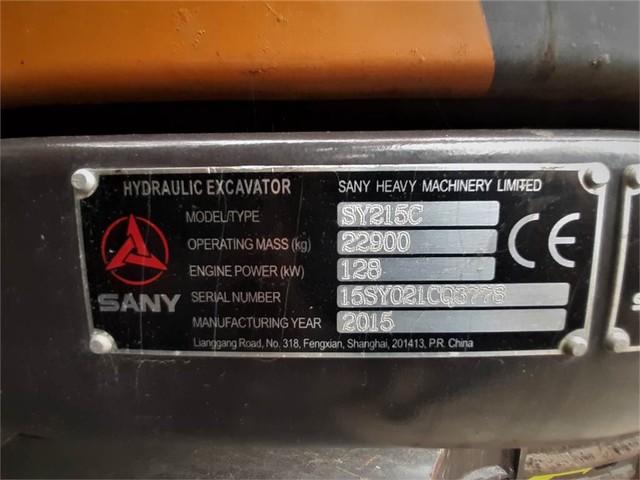 HYDRAULIC EXCAVATOR SANY HEAVY MACHINERY LIMITED
MODEL/TYPE SY215C
OPERATING MASS (kg) 22900
ENGINE POWER (kW) 128
SERIAL NUMBER 15SY021CQ3778
MANUFACTURING YEAR 2015
Lianggang Road, No. 318, Fengxian, Shanghai, 201413, P.R. China
SANY
CE